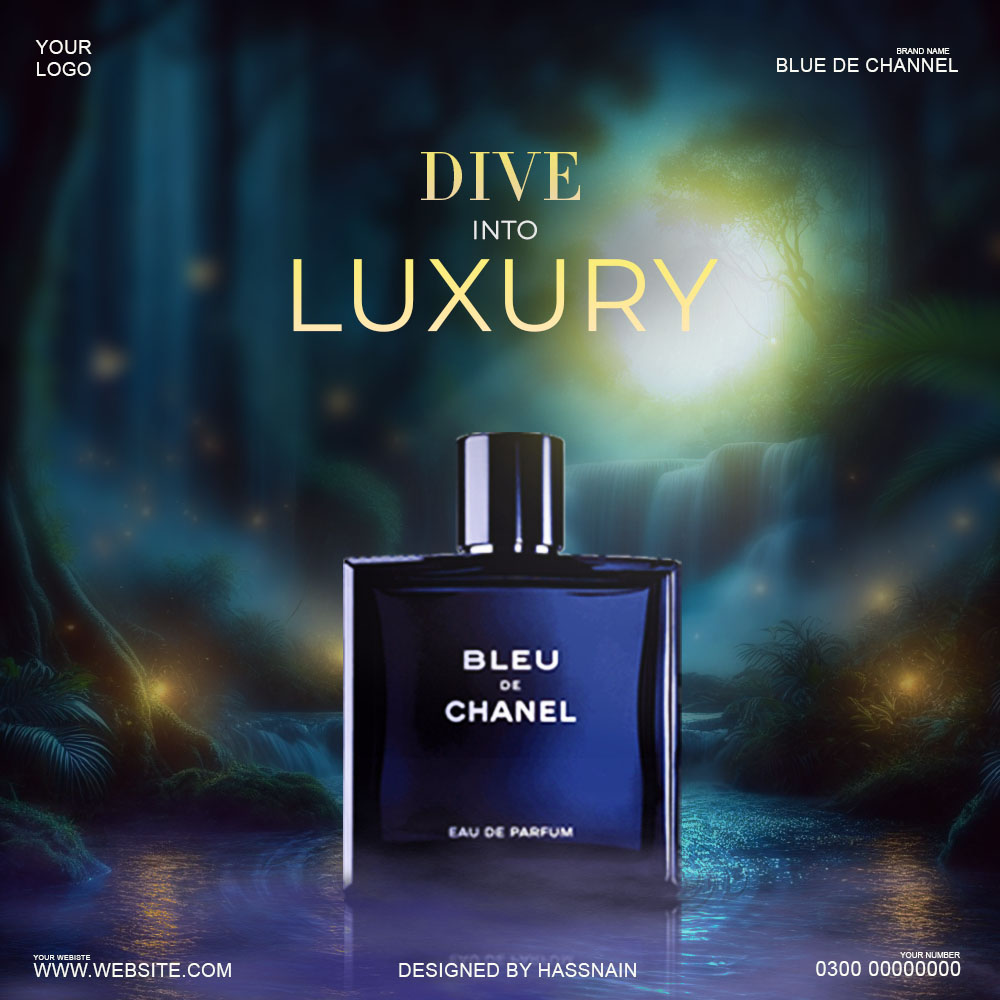 YOUR
LOGO
BRAND NAME
BLUE DE CHANNEL
DIVE
INTO
LUXURY
BLEU
DE
CHANEL
EAU DE PARFUM
YOUR WEBISTE
WWW.WEBSITE.COM
DESIGNED BY HASSNAIN
YOUR NUMBER
0300 00000000